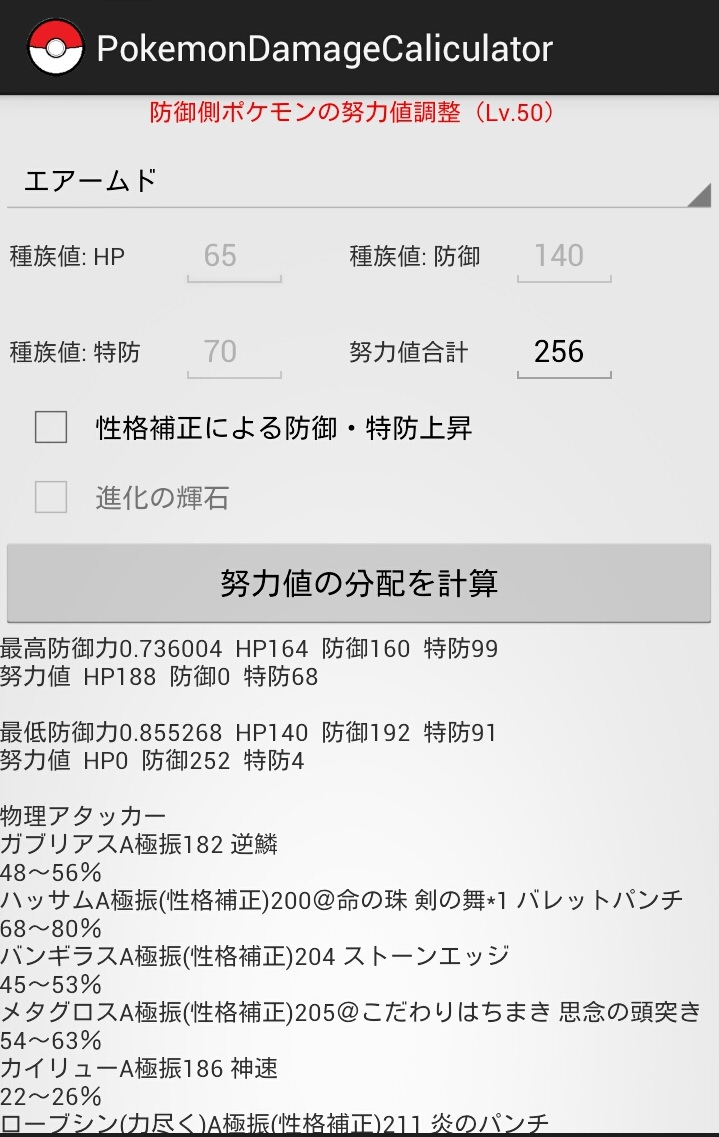 PokemonDamageCaliculator
防御側ポケモンの努力値調整（Lv.50）
エアームド
種族値: HP 65 種族値: 防御 140
種族値: 特防 70 努力値合計 256
性格補正による防御・特防上昇
進化の輝石
努力値の分配を計算
最高防御力0.736004 HP164 防御160 特防99
努力値 HP188 防御0 特防68
最低防御力0.855268 HP140 防御192 特防91
努力値 HP0 防御252 特防4
物理アタッカー
ガブリアスA極振182 逆鱗
48〜56%
ハッサムA極振(性格補正)200@命の珠 剣の舞*1 バレットパンチ
68〜80%
バンギラスA極振(性格補正)204 ストーンエッジ
45〜53%
メタグロスA極振(性格補正)205@こだわりはちまき 思念の頭突き
54〜63%
カイリューA極振186 神速
22〜26%
ローブシン(力尽く)A極振(性格補正)211 炎のパンチ